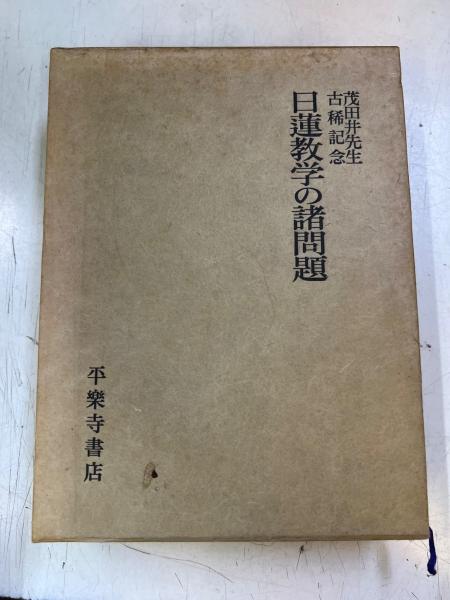 茂田井先生
古稀記念
日蓮教学の諸問題
平樂寺書店